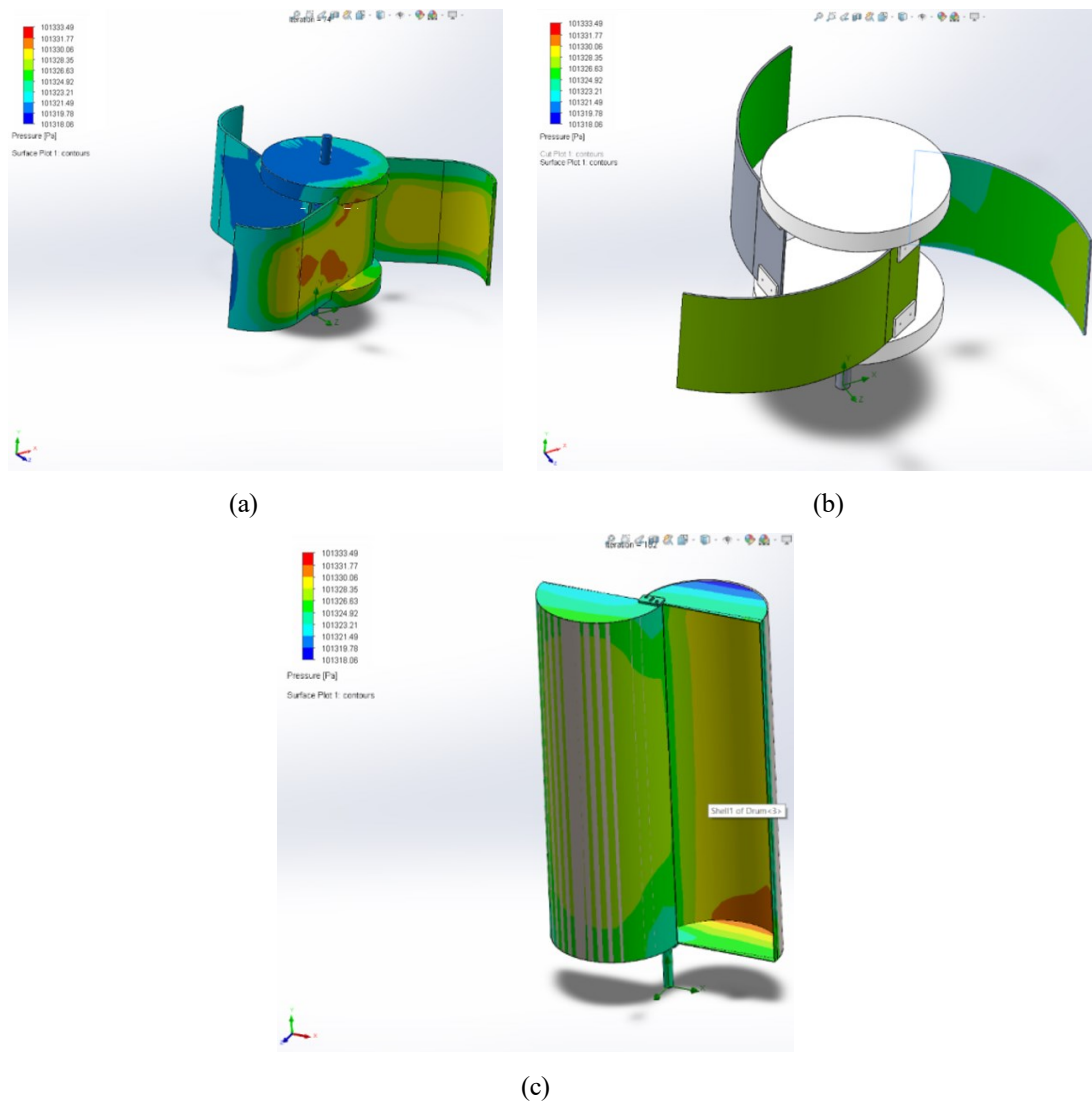 Iteration = 74
101333.49
101331.77
101330.06
101328.35
101326.63
101324.92
101323.21
101321.49
101319.78
101318.06
Pressure [Pa]
Surface Plot 1: contours
Y
Z
(a)
101333.49
101331.77
101330.06
101328.35
101326.63
101324.92
101323.21
101321.49
101319.78
101318.06
Pressure [Pa]
Cut Plot 1: contours
Surface Plot 1: contours
Y
X
Z
(b)
Iteration = 162
101333.49
101331.77
101330.06
101328.35
101326.63
101324.92
101323.21
101321.49
101319.78
101318.06
Pressure [Pa]
Surface Plot 1: contours
Shell1 of Drum<3>
(c)